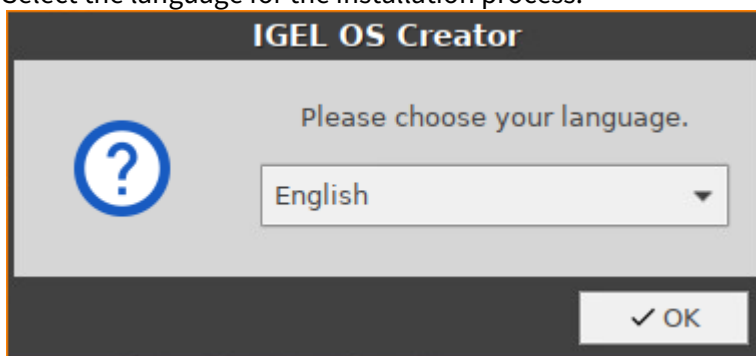 Select the language for the installation process.
IGEL OS Creator
Please choose your language.
English
OK